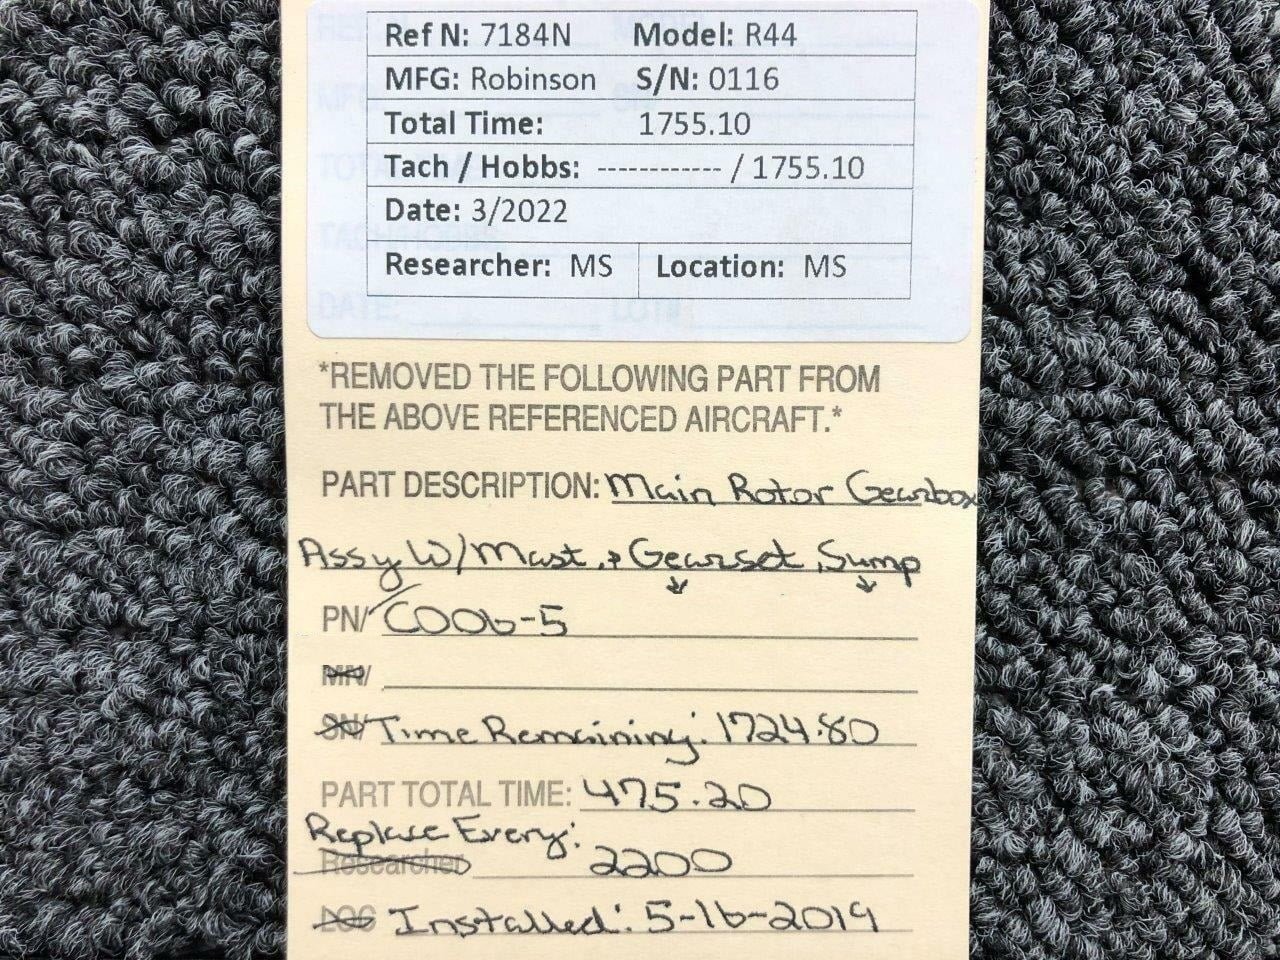 Ref N: 7184N Model: R44
MFG: Robinson S/N: 0116
Total Time: 1755.10
Tach / Hobbs: ------------ / 1755.10
Date: 3/2022
Researcher: MS Location: MS
*REMOVED THE FOLLOWING PART FROM
THE ABOVE REFERENCED AIRCRAFT.*
PART DESCRIPTION: Main Rotor Gearbox
Assy W/Mast, + Gearset, Sump
PN/ C006-5
MN/
SN/ Time Remaining: 1724.80
PART TOTAL TIME: 475.20
Replace Every:
Researcher 2200
LOC Installed: 5-16-2019